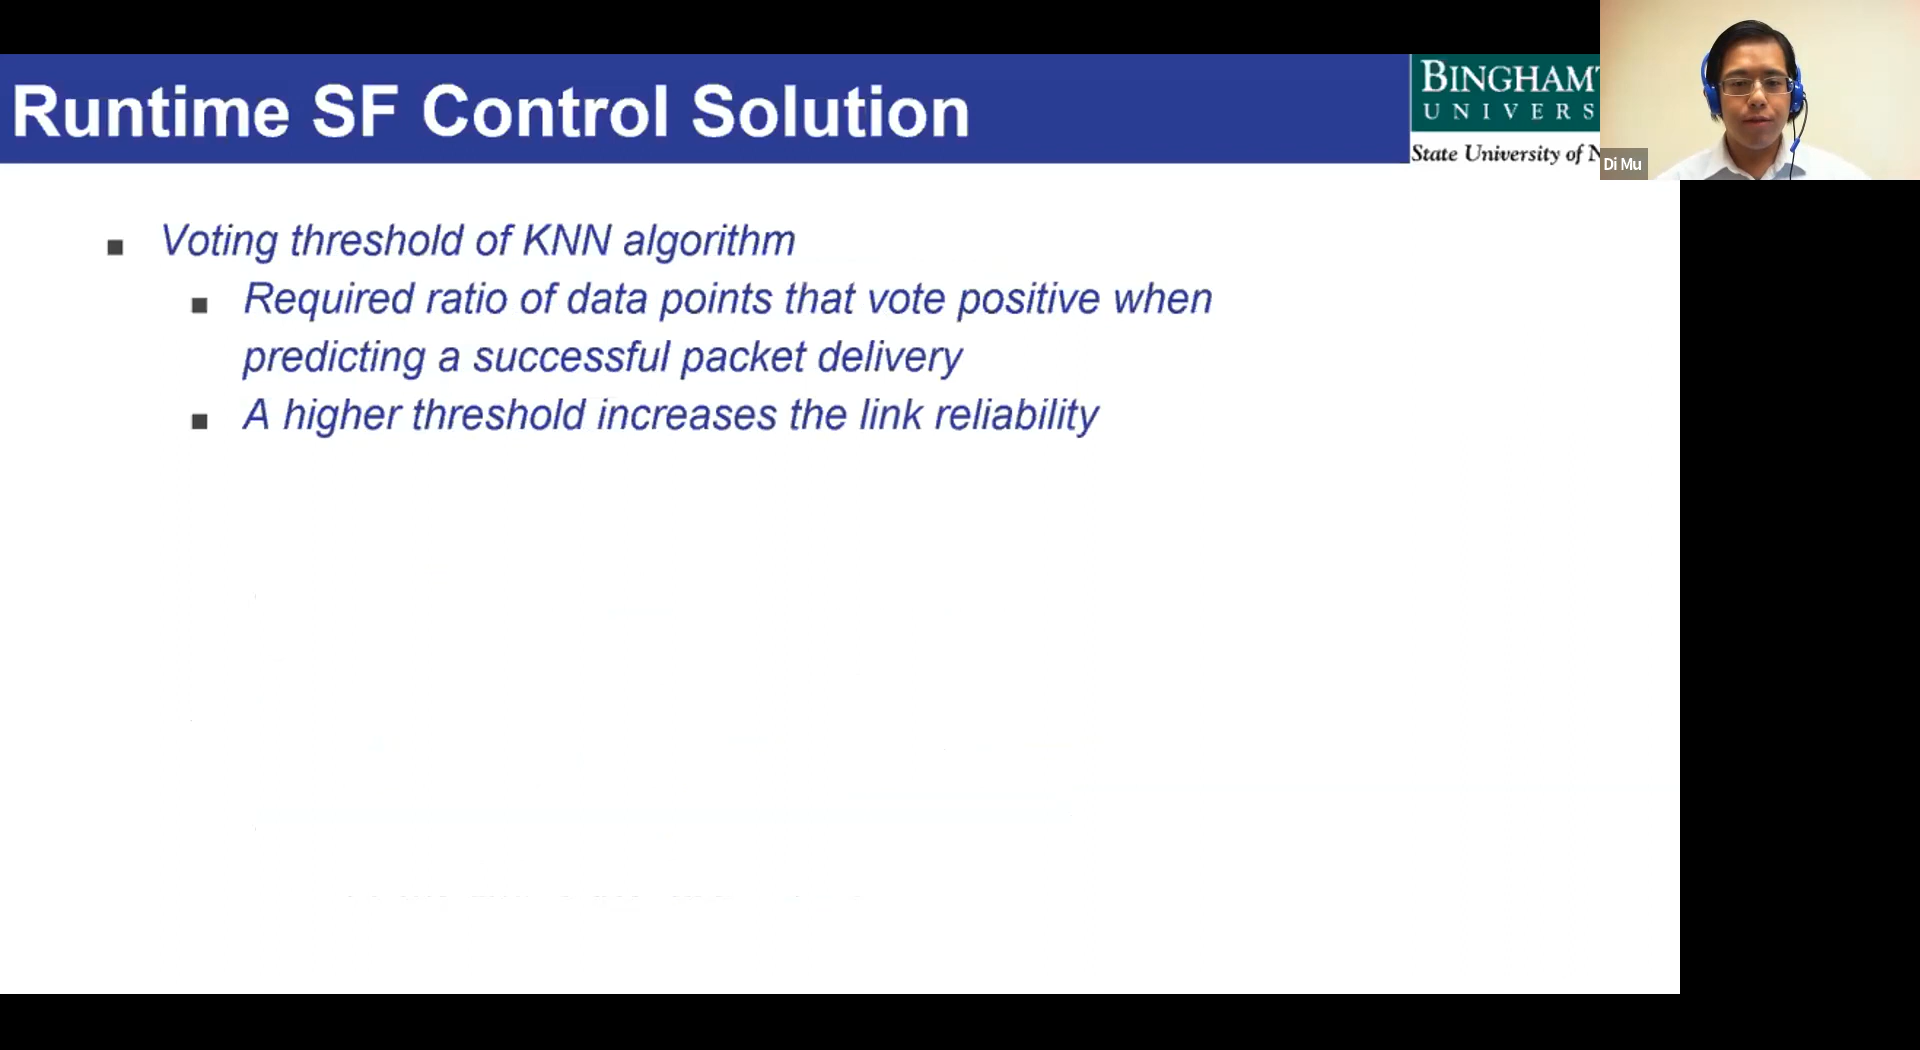 Runtime SF Control Solution
UNIVERS
State University of
Di Mu
Voting threshold of KNN algorithm
Required ratio of data points that vote positive when
predicting a successful packet delivery
A higher threshold increases the link reliability